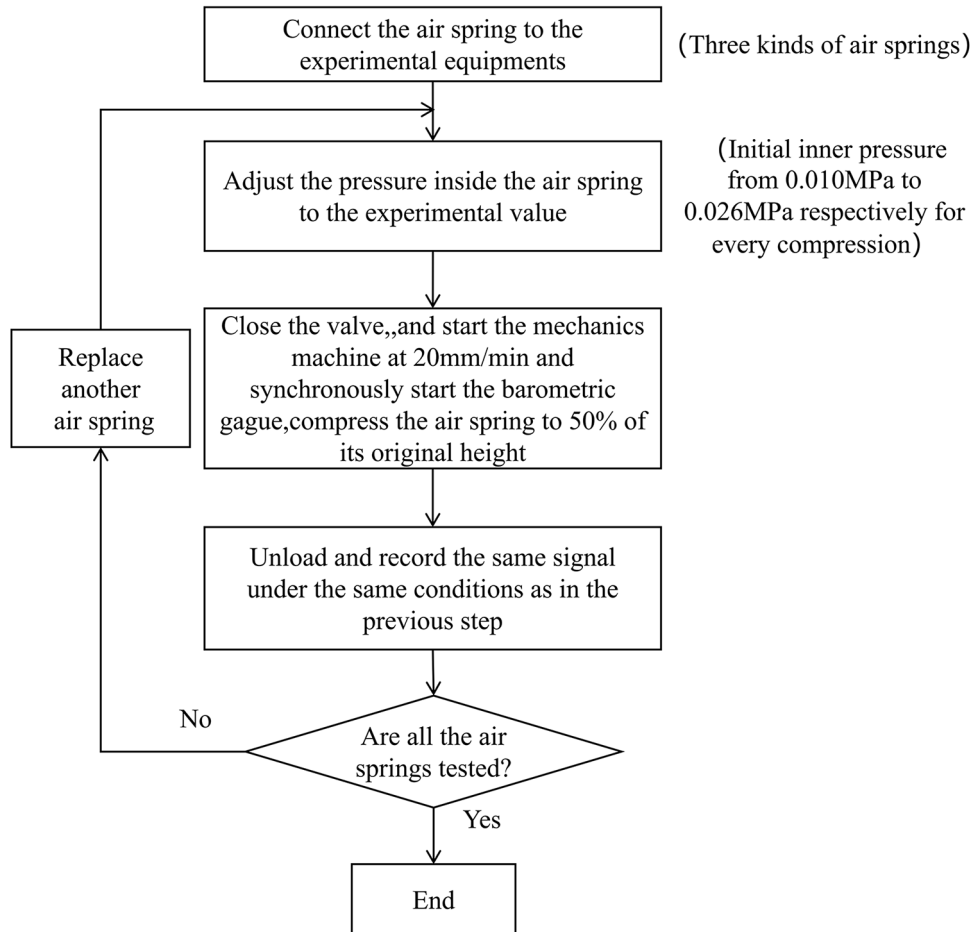 Connect the air spring to the
experimental equipments
(Three kinds of air springs)
Adjust the pressure inside the air spring
to the experimental value
(Initial inner pressure
from 0.010MPa to
0.026MPa respectively for
every compression)
Close the valve,,and start the mechanics
machine at 20mm/min and
synchronously start the barometric
gague,compress the air spring to 50% of
its original height
Replace
another
air spring
Unload and record the same signal
under the same conditions as in the
previous step
No
Are all the air
springs tested?
Yes
End